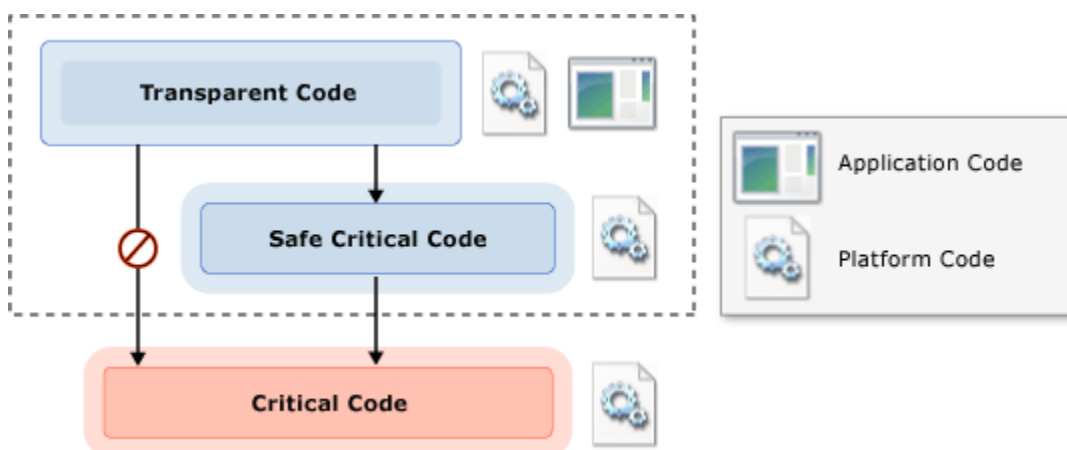 Transparent Code
Application Code
Safe Critical Code
Platform Code
Critical Code